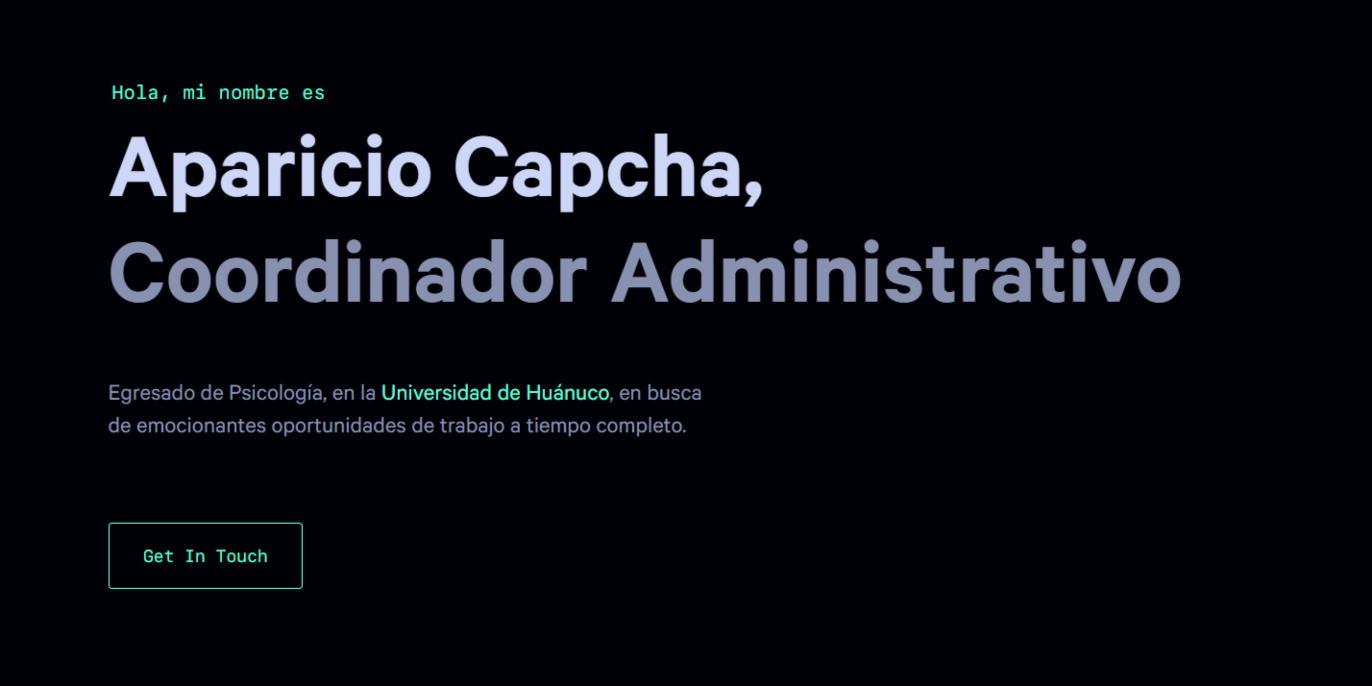 Hola, mi nombre es
Aparicio Capcha,
Coordinador Administrativo
Egresado de Psicología, en la Universidad de Huánuco, en busca
de emocionantes oportunidades de trabajo a tiempo completo.
Get In Touch